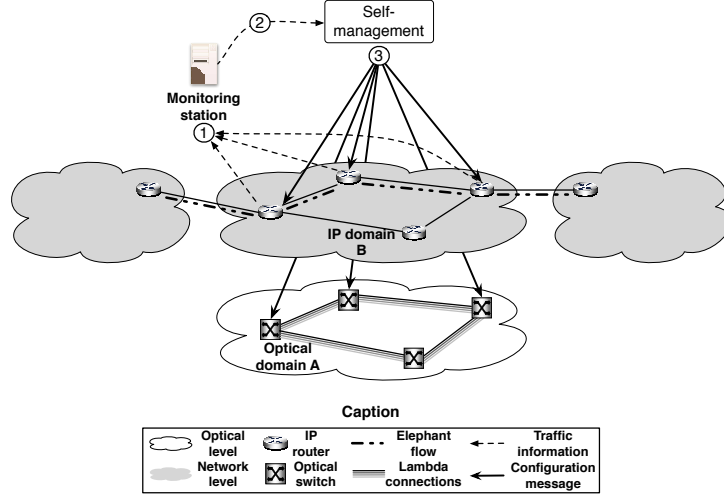 2
Self-
management
3
Monitoring
station
1
IP domain
B
Optical
domain A
Caption
Optical
level
IP
router
Elephant
flow
Traffic
information
Network
level
Optical
switch
Lambda
connections
Configuration
message